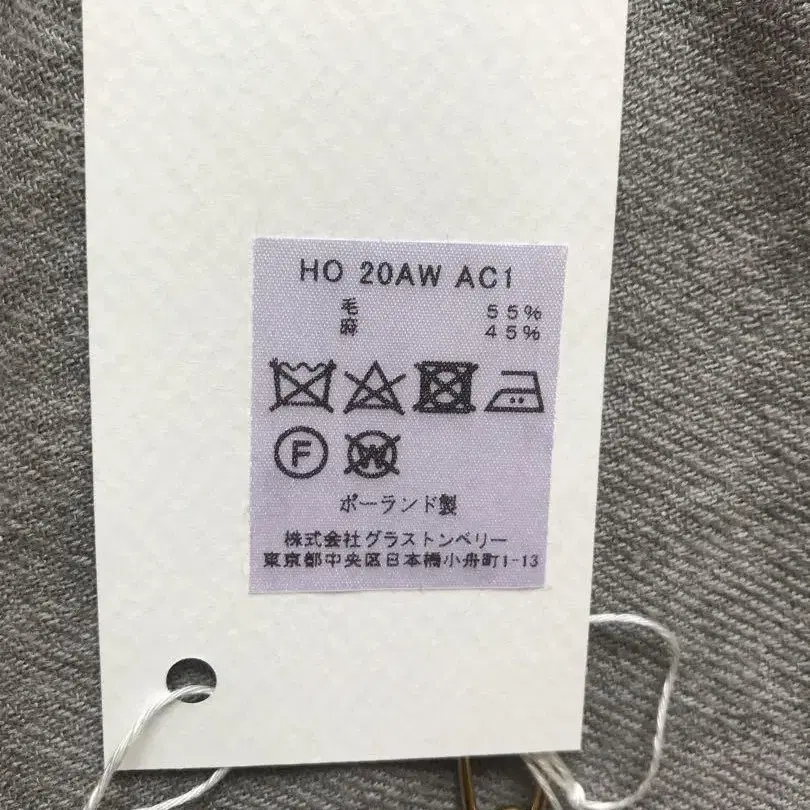 HO 20AW AC1
毛 55%
麻 45%
F W
ポーランド製
株式会社グラストンベリー
東京都中央区日本橋小舟町1-13